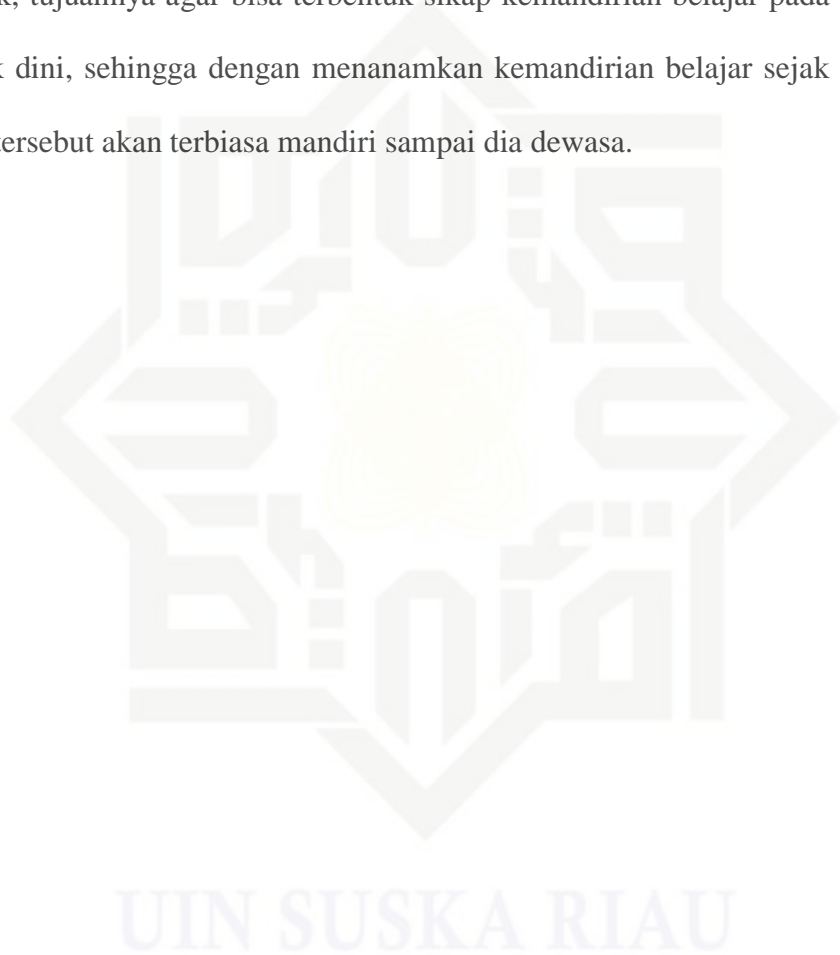 tujuannya agar bisa terbentuk sikap kemandirian belajar pada
dini, sehingga dengan menanamkan kemandirian belajar sejak
tersebut akan terbiasa mandiri sampai dia dewasa.
UIN SUSKA RIAU